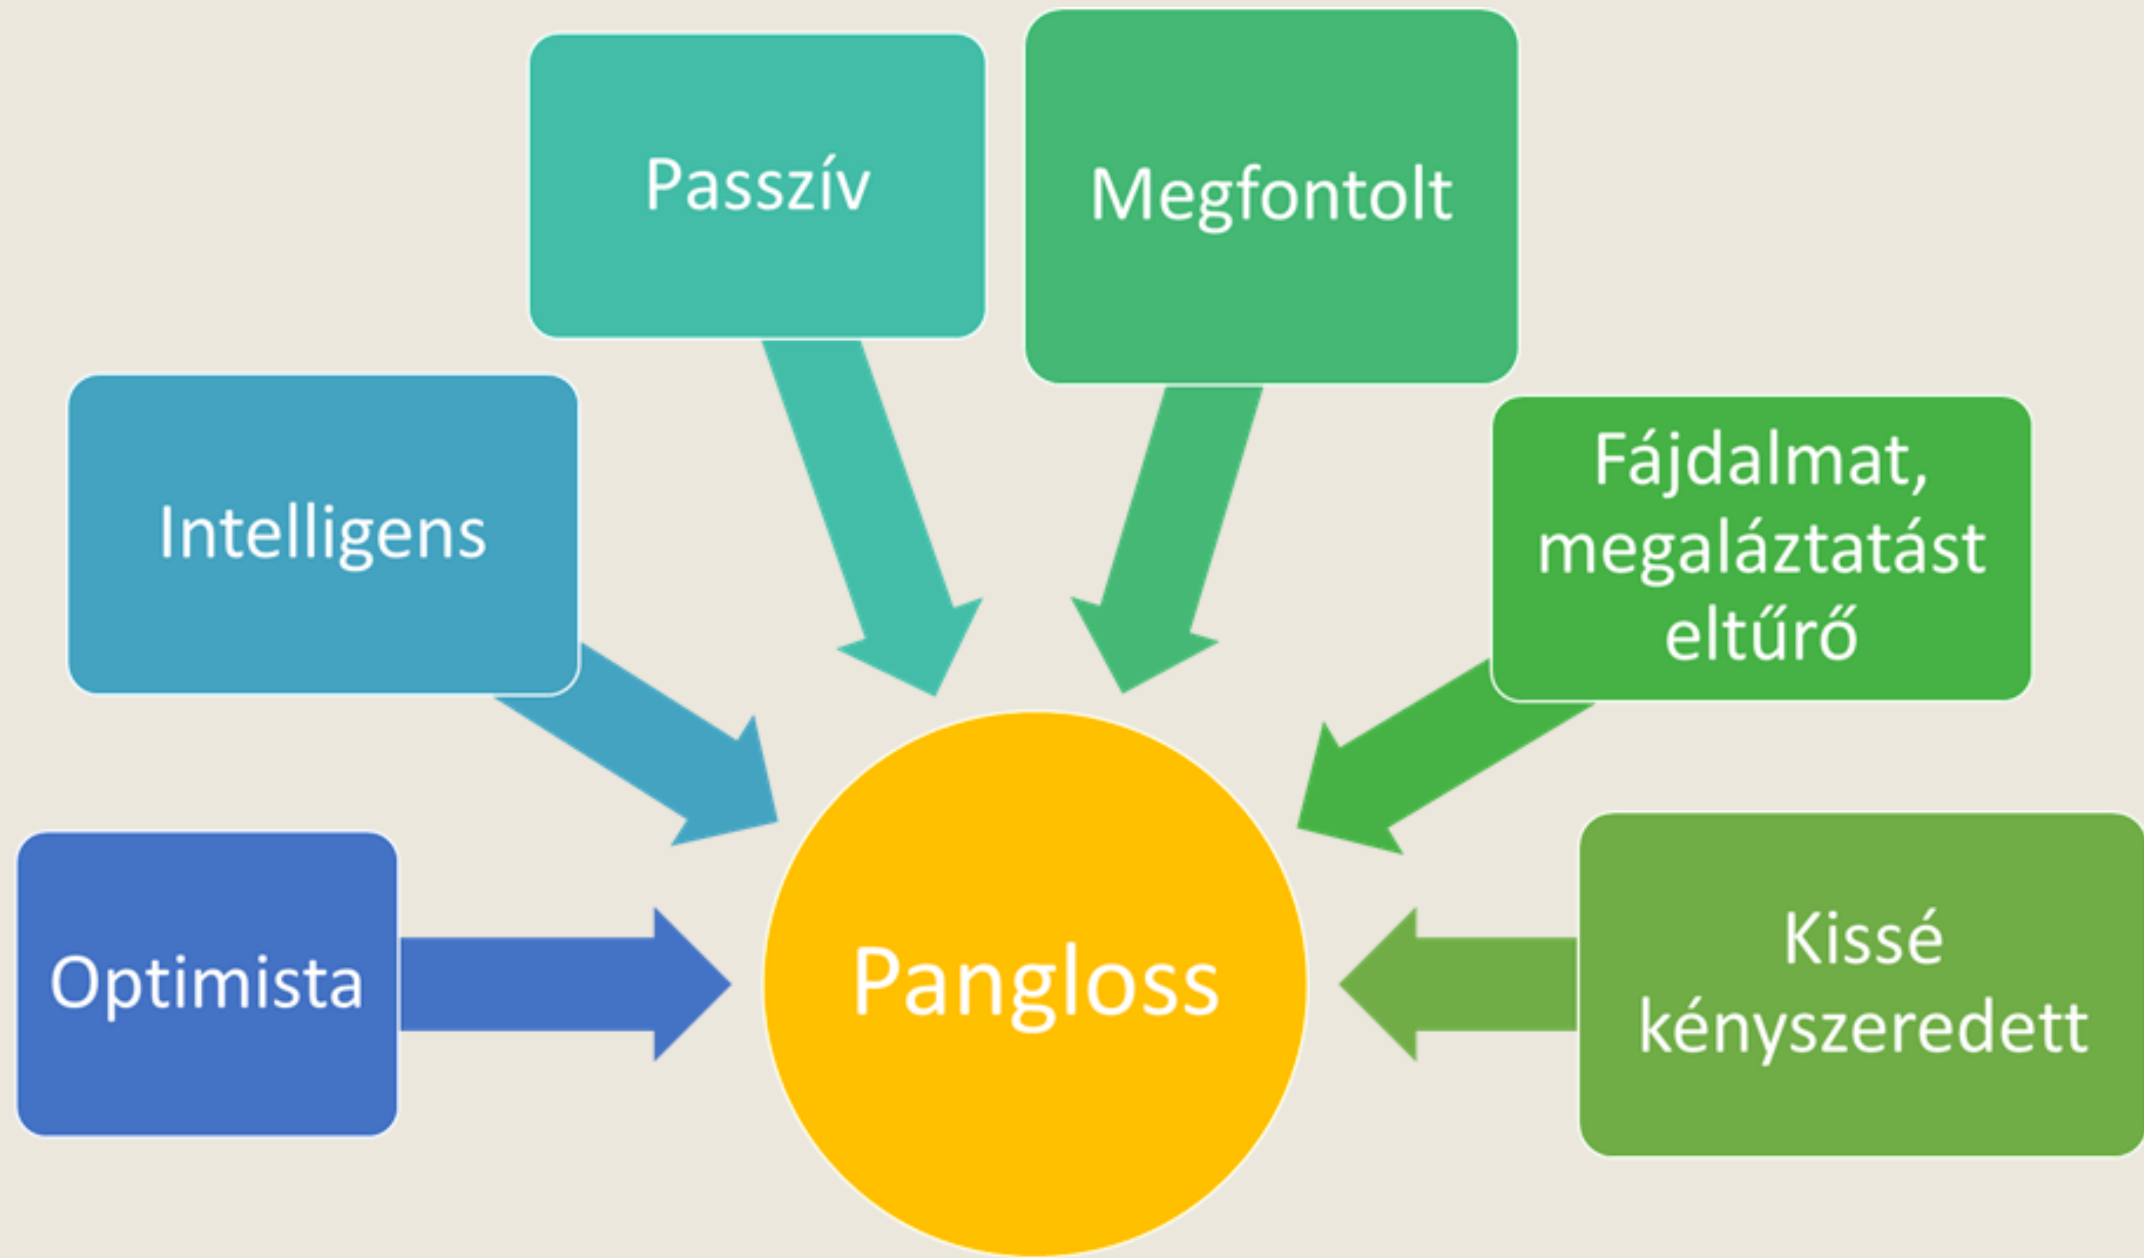 Passzív
Megfontolt
Intelligens
Fájdalmat,
megaláztatást
eltűrő
Optimista
Pangloss
Kissé
kényszeredett